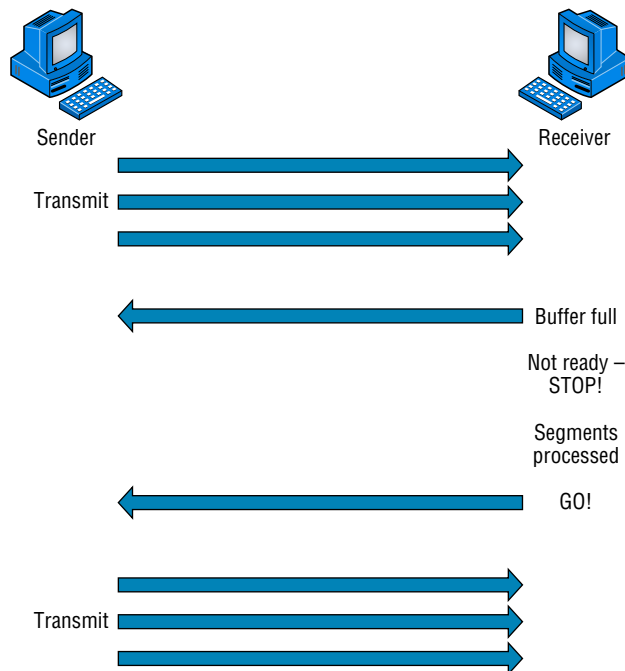 Sender
Receiver
Transmit
Buffer full
Not ready –
STOP!
Segments
processed
GO!
Transmit